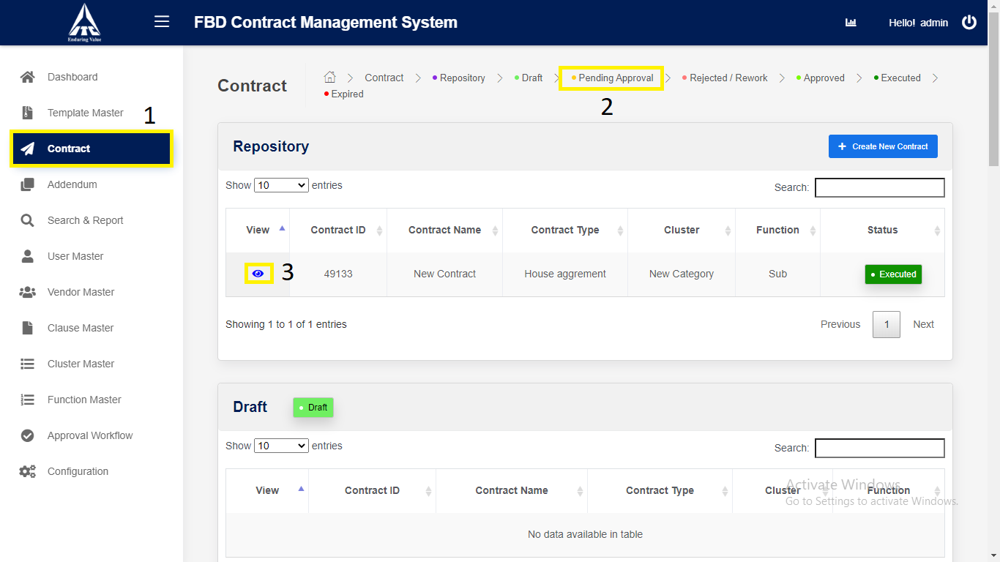 ITC
Enduring Value
FBD Contract Management System
Hello! admin
Dashboard
Template Master
1
Contract
Addendum
Search & Report
User Master
Vendor Master
Clause Master
Cluster Master
Function Master
Approval Workflow
Configuration
Contract
Contract Repository Draft Pending Approval Rejected / Rework Approved Executed
Expired
2
Repository
+ Create New Contract
Show 10 entries
Search:
View Contract ID Contract Name Contract Type Cluster Function Status
3 49133 New Contract House aggrement New Category Sub Executed
Showing 1 to 1 of 1 entries
Previous 1 Next
Draft Draft
Show 10 entries
Search:
View Contract ID Contract Name Contract Type Cluster Function
No data available in table
Activate Windows
Go to Settings to activate Windows.